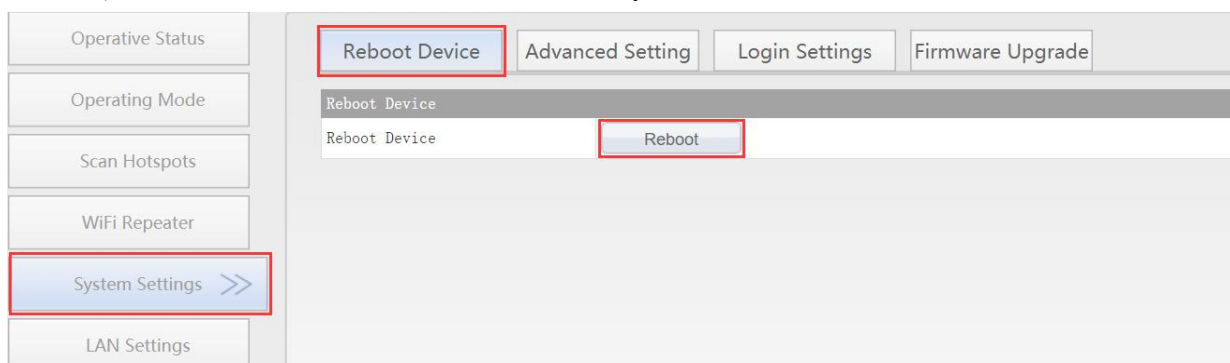 Operative Status
Operating Mode
Scan Hotspots
WiFi Repeater
System Settings >>
LAN Settings
Reboot Device Advanced Setting Login Settings Firmware Upgrade
Reboot Device
Reboot Device Reboot